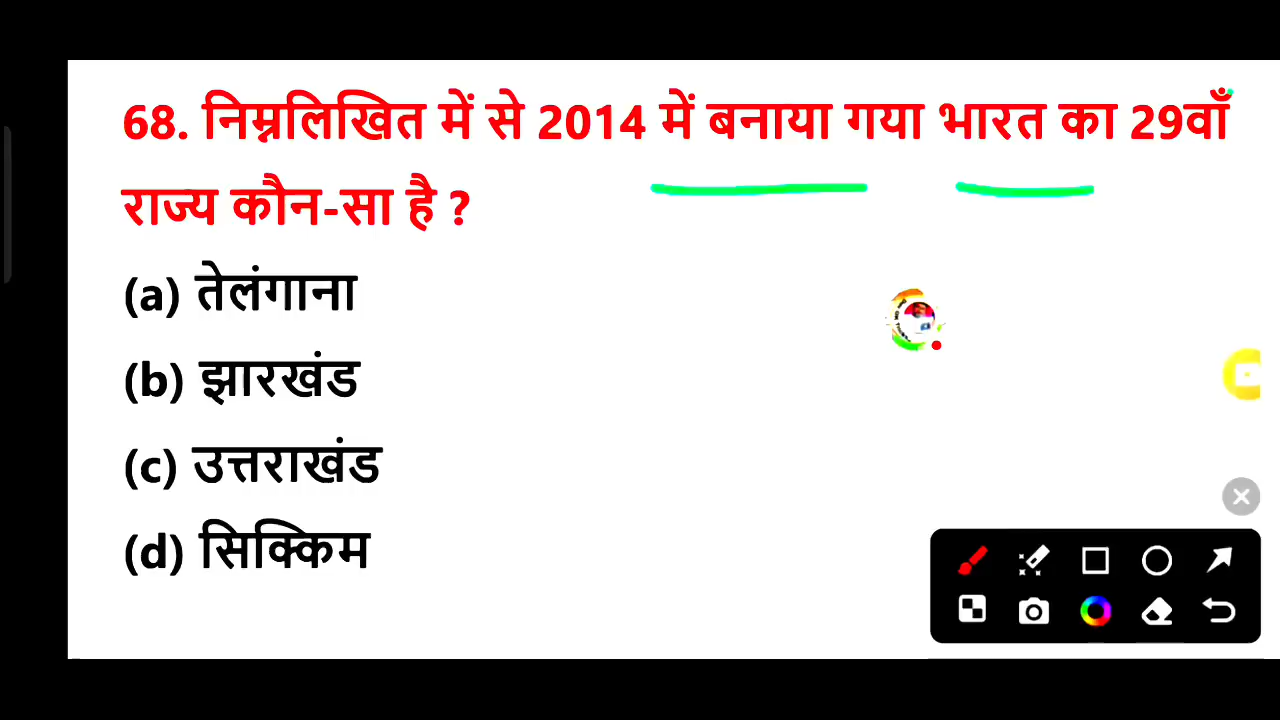 68. निम्नलिखित में से 2014 में बनाया गया भारत का 29वाँ
राज्य कौन-सा है ?
(a) तेलंगाना
(b) झारखंड
(c) उत्तराखंड
(d) सिक्किम